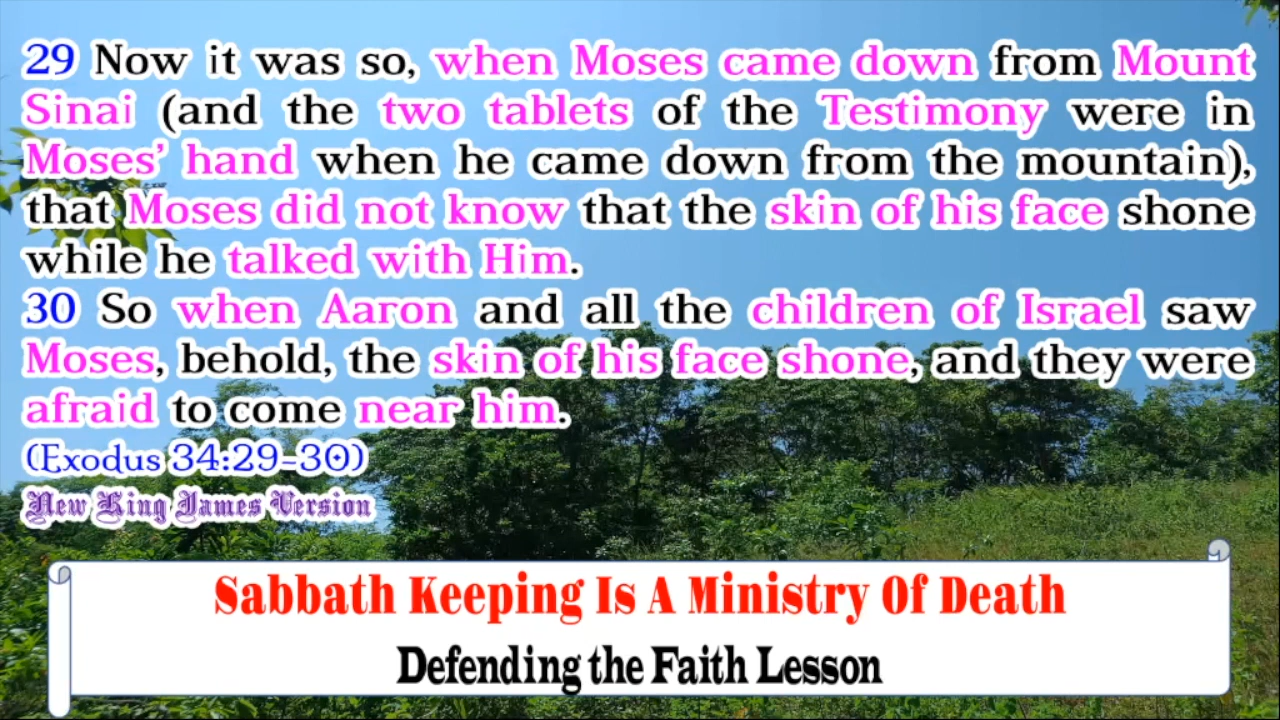 29 Now it was so, when Moses came down from Mount
Sinai (and the two tablets of the Testimony were in
Moses’ hand when he came down from the mountain),
that Moses did not know that the skin of his face shone
while he talked with Him.
30 So when Aaron and all the children of Israel saw
Moses, behold, the skin of his face shone, and they were
afraid to come near him.
(Exodus 34:29-30)
New King James Version
Sabbath Keeping Is A Ministry Of Death
Defending the Faith Lesson